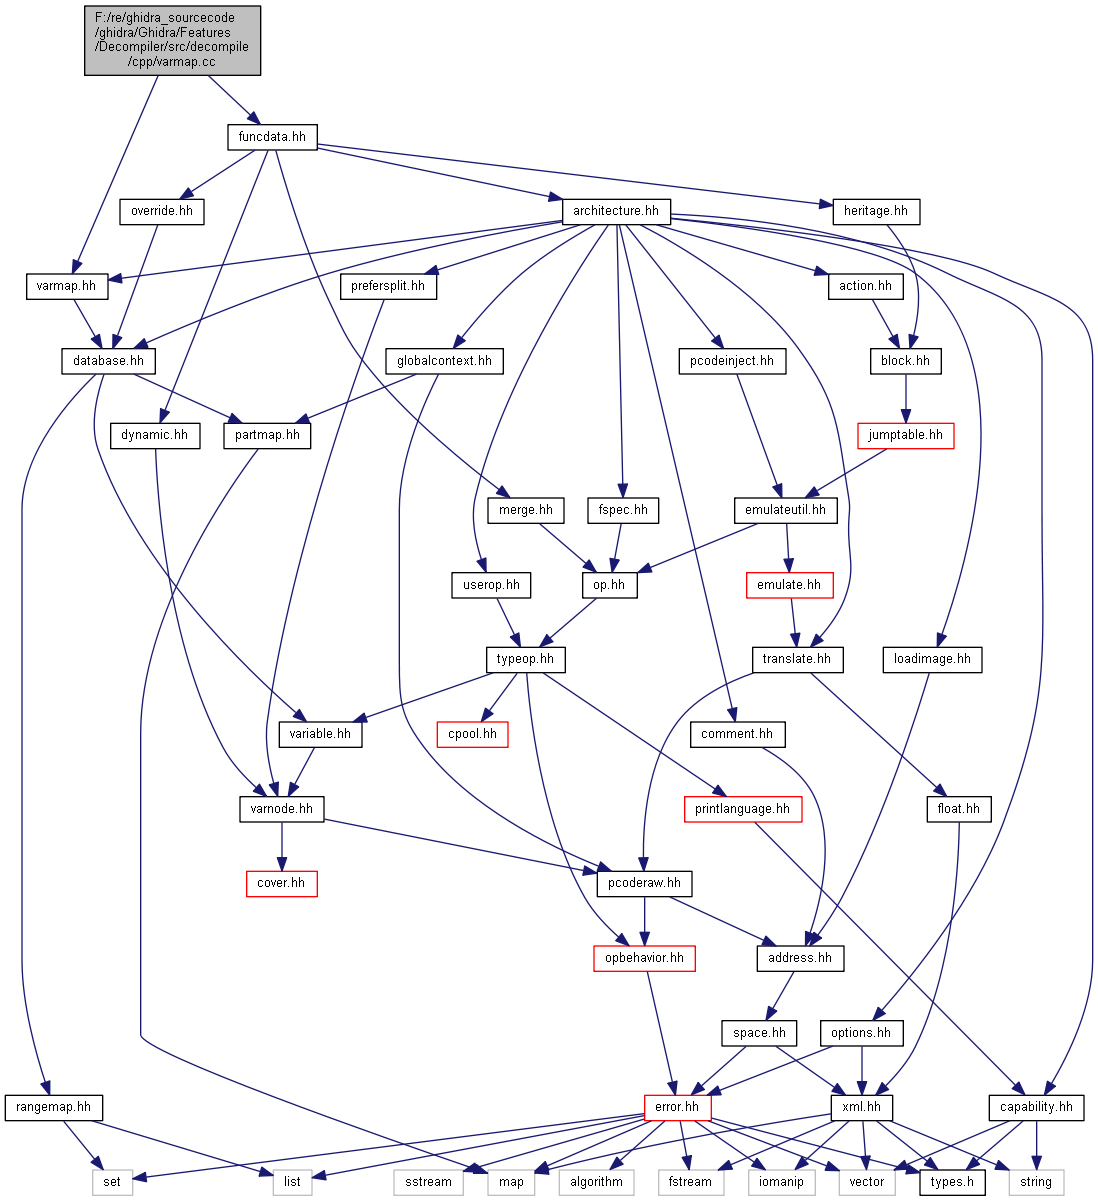 F:/re/ghidra_sourcecode
/ghidra/Ghidra/Features
/Decompiler/src/decompile
/cpp/varmap.cc
funcdata.hh
override.hh
architecture.hh
heritage.hh
varmap.hh
prefersplit.hh
action.hh
database.hh
globalcontext.hh
pcodeinject.hh
block.hh
dynamic.hh
partmap.hh
jumptable.hh
merge.hh
fspec.hh
emulateutil.hh
userop.hh
op.hh
emulate.hh
typeop.hh
translate.hh
loadimage.hh
variable.hh
cpool.hh
comment.hh
varnode.hh
printlanguage.hh
float.hh
cover.hh
pcoderaw.hh
opbehavior.hh
address.hh
space.hh
options.hh
rangemap.hh
error.hh
xml.hh
capability.hh
set
list
sstream
map
algorithm
fstream
iomanip
vector
types.h
string